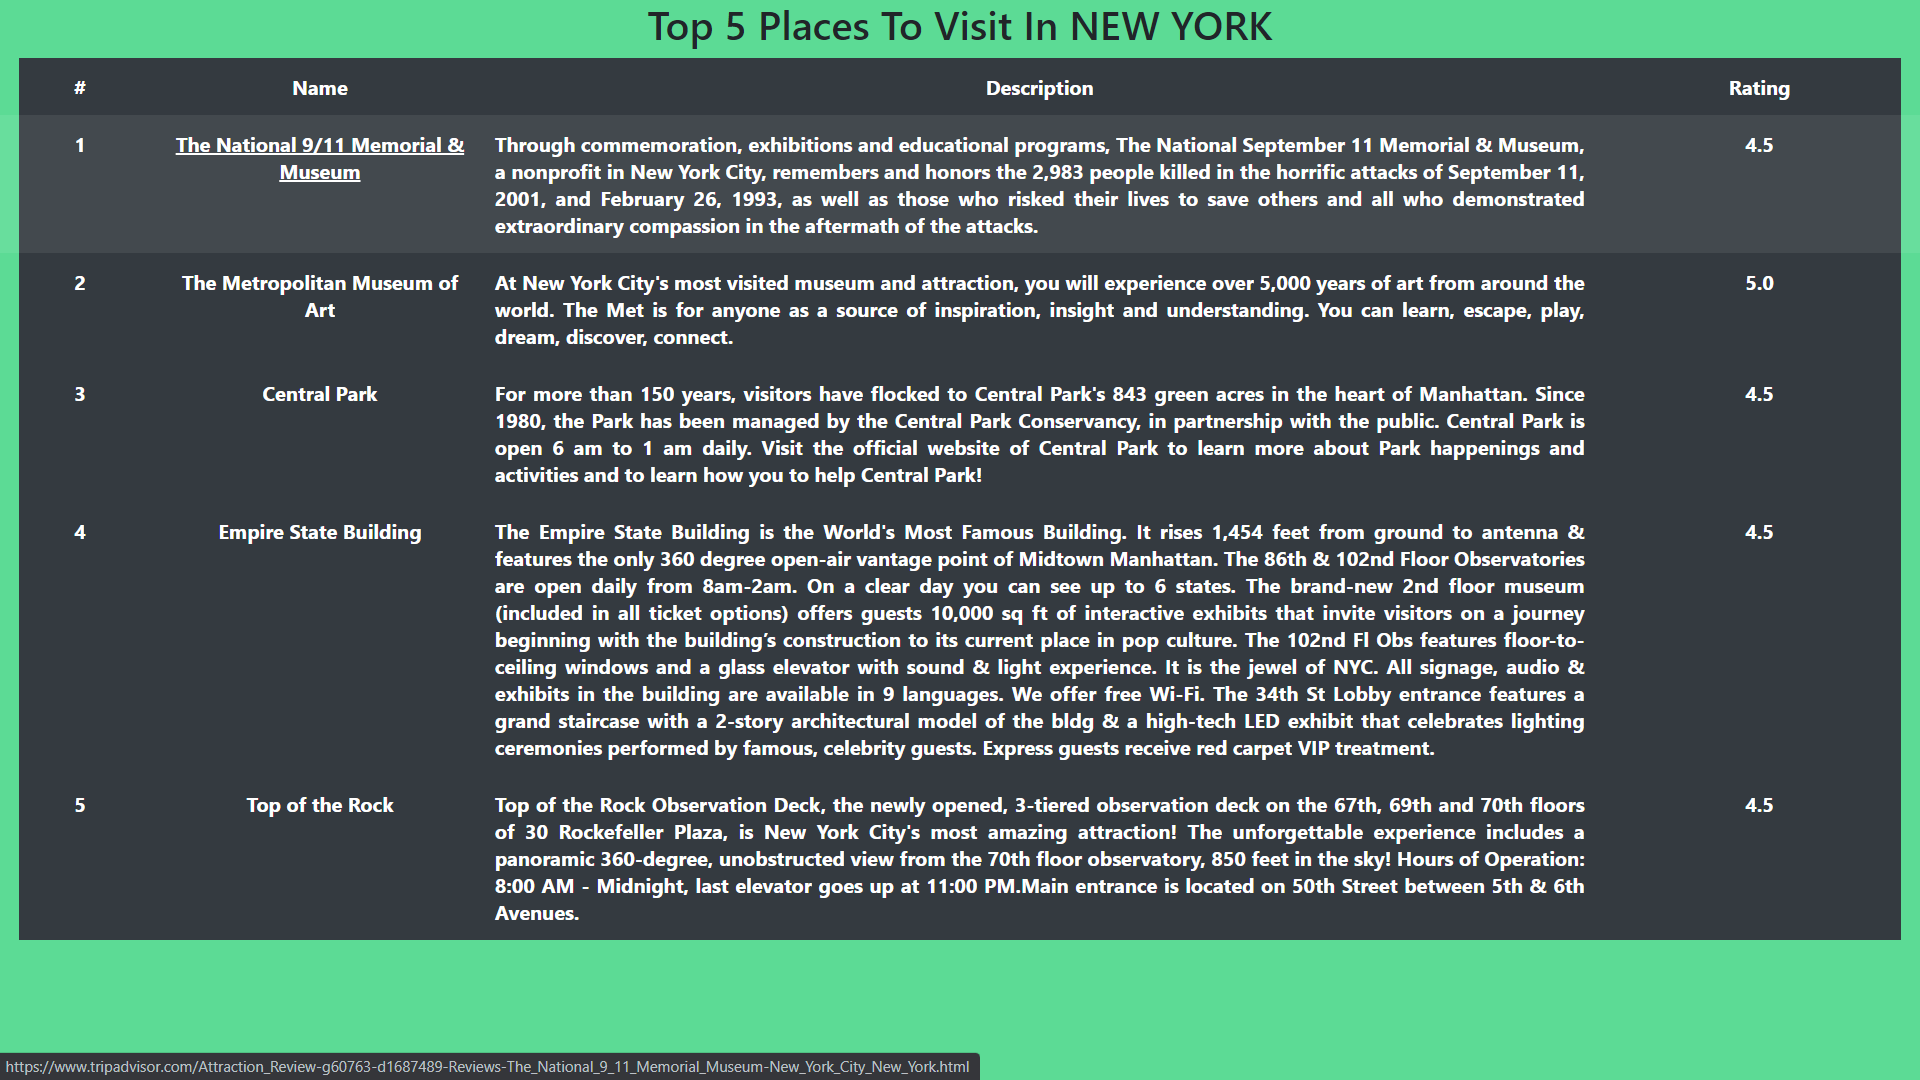 Top 5 Places To Visit In NEW YORK
# Name Description Rating
1 The National 9/11 Memorial & Through commemoration, exhibitions and educational programs, The National September 11 Memorial & Museum, 4.5
Museum a nonprofit in New York City, remembers and honors the 2,983 people killed in the horrific attacks of September 11,
2001, and February 26, 1993, as well as those who risked their lives to save others and all who demonstrated
extraordinary compassion in the aftermath of the attacks.
2 The Metropolitan Museum of At New York City's most visited museum and attraction, you will experience over 5,000 years of art from around the 5.0
Art world. The Met is for anyone as a source of inspiration, insight and understanding. You can learn, escape, play,
dream, discover, connect.
3 Central Park For more than 150 years, visitors have flocked to Central Park's 843 green acres in the heart of Manhattan. Since 4.5
1980, the Park has been managed by the Central Park Conservancy, in partnership with the public. Central Park is
open 6 am to 1 am daily. Visit the official website of Central Park to learn more about Park happenings and
activities and to learn how you to help Central Park!
4 Empire State Building The Empire State Building is the World's Most Famous Building. It rises 1,454 feet from ground to antenna & 4.5
features the only 360 degree open-air vantage point of Midtown Manhattan. The 86th & 102nd Floor Observatories
are open daily from 8am-2am. On a clear day you can see up to 6 states. The brand-new 2nd floor museum
(included in all ticket options) offers guests 10,000 sq ft of interactive exhibits that invite visitors on a journey
beginning with the building’s construction to its current place in pop culture. The 102nd Fl Obs features floor-to-
ceiling windows and a glass elevator with sound & light experience. It is the jewel of NYC. All signage, audio &
exhibits in the building are available in 9 languages. We offer free Wi-Fi. The 34th St Lobby entrance features a
grand staircase with a 2-story architectural model of the bldg & a high-tech LED exhibit that celebrates lighting
ceremonies performed by famous, celebrity guests. Express guests receive red carpet VIP treatment.
5 Top of the Rock Top of the Rock Observation Deck, the newly opened, 3-tiered observation deck on the 67th, 69th and 70th floors 4.5
of 30 Rockefeller Plaza, is New York City's most amazing attraction! The unforgettable experience includes a
panoramic 360-degree, unobstructed view from the 70th floor observatory, 850 feet in the sky! Hours of Operation:
8:00 AM - Midnight, last elevator goes up at 11:00 PM.Main entrance is located on 50th Street between 5th & 6th
Avenues.
https://www.tripadvisor.com/Attraction_Review-g60763-d1687489-Reviews-The_National_9_11_Memorial_Museum-New_York_City_New_York.html